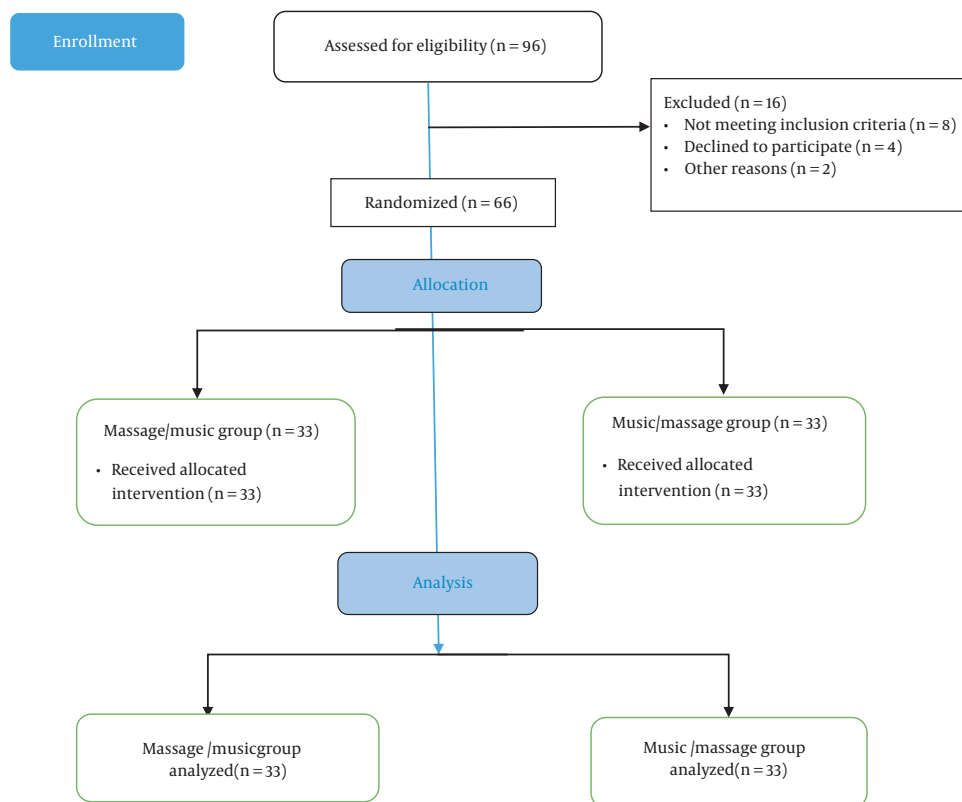 Enrollment
Assessed for eligibility (n = 96)
Excluded (n = 16)
• Not meeting inclusion criteria (n = 8)
• Declined to participate (n = 4)
• Other reasons (n = 2)
Randomized (n = 66)
Allocation
Massage/music group (n = 33)
• Received allocated
intervention (n = 33)
Music/massage group (n = 33)
• Received allocated
intervention (n = 33)
Analysis
Massage /musicgroup
analyzed(n = 33)
Music /massage group
analyzed(n = 33)